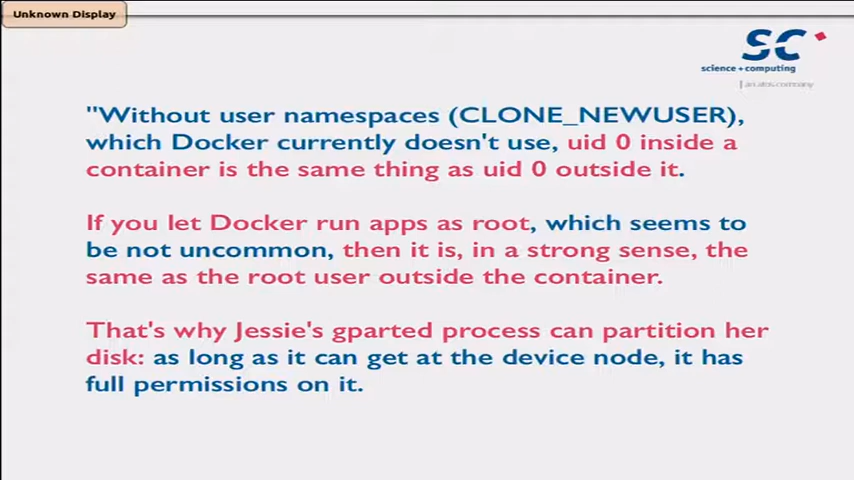 Unknown Display
SC
science + computing
| an atos company
"Without user namespaces (CLONE_NEWUSER),
which Docker currently doesn't use, uid 0 inside a
container is the same thing as uid 0 outside it.
If you let Docker run apps as root, which seems to
be not uncommon, then it is, in a strong sense, the
same as the root user outside the container.
That's why Jessie's gparted process can partition her
disk: as long as it can get at the device node, it has
full permissions on it.